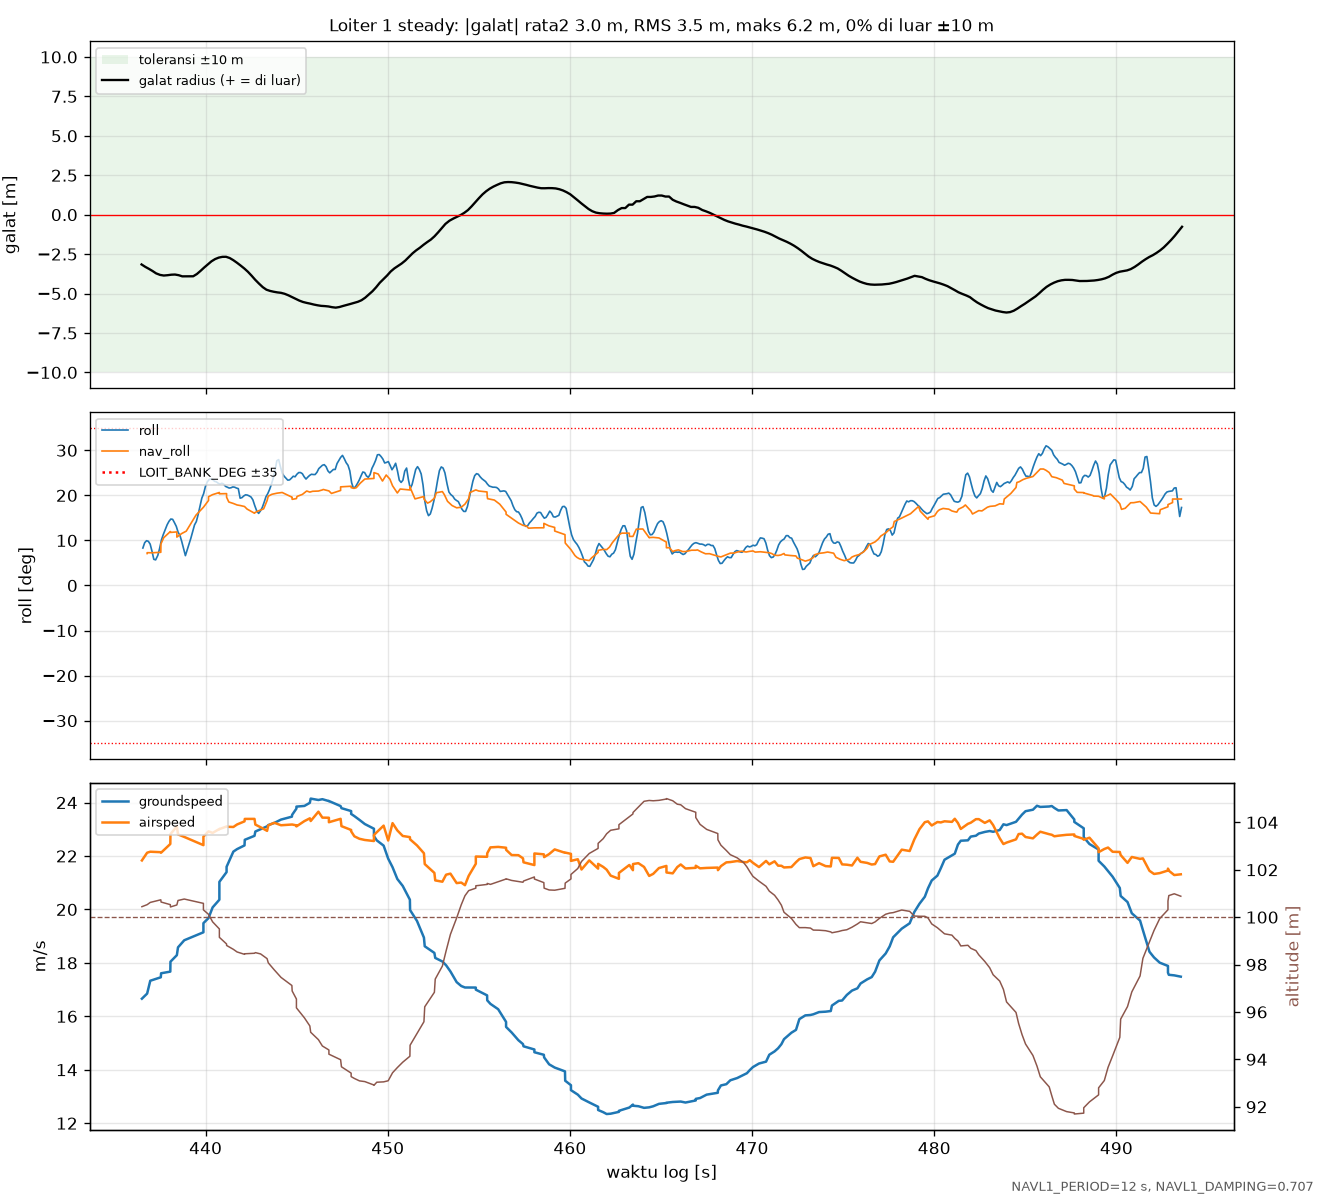 Loiter 1 steady: |galat| rata2 3.0 m, RMS 3.5 m, maks 6.2 m, 0% di luar ±10 m
toleransi ±10 m
galat radius (+ = di luar)
galat [m]
10.0
7.5
5.0
2.5
0.0
−2.5
−5.0
−7.5
−10.0
roll
nav_roll
LOIT_BANK_DEG ±35
roll [deg]
30
20
10
0
−10
−20
−30
groundspeed
airspeed
m/s
24
22
20
18
16
14
12
altitude [m]
104
102
100
98
96
94
92
440
450
460
470
480
490
waktu log [s]
NAVL1_PERIOD=12 s, NAVL1_DAMPING=0.707